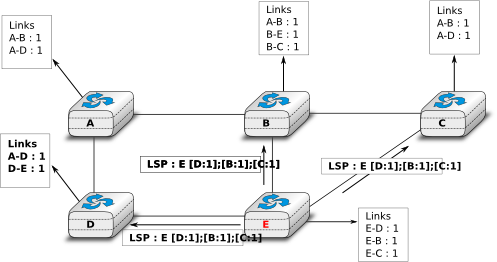 Links
A-B : 1
A-D : 1
Links
A-B : 1
B-E : 1
B-C : 1
Links
A-B : 1
A-D : 1
A
B
C
LSP : E [D:1];[B:1];[C:1]
LSP : E [D:1];[B:1];[C:1]
Links
A-D : 1
D-E : 1
D
E
LSP : E [D:1];[B:1];[C:1]
Links
E-D : 1
E-B : 1
E-C : 1